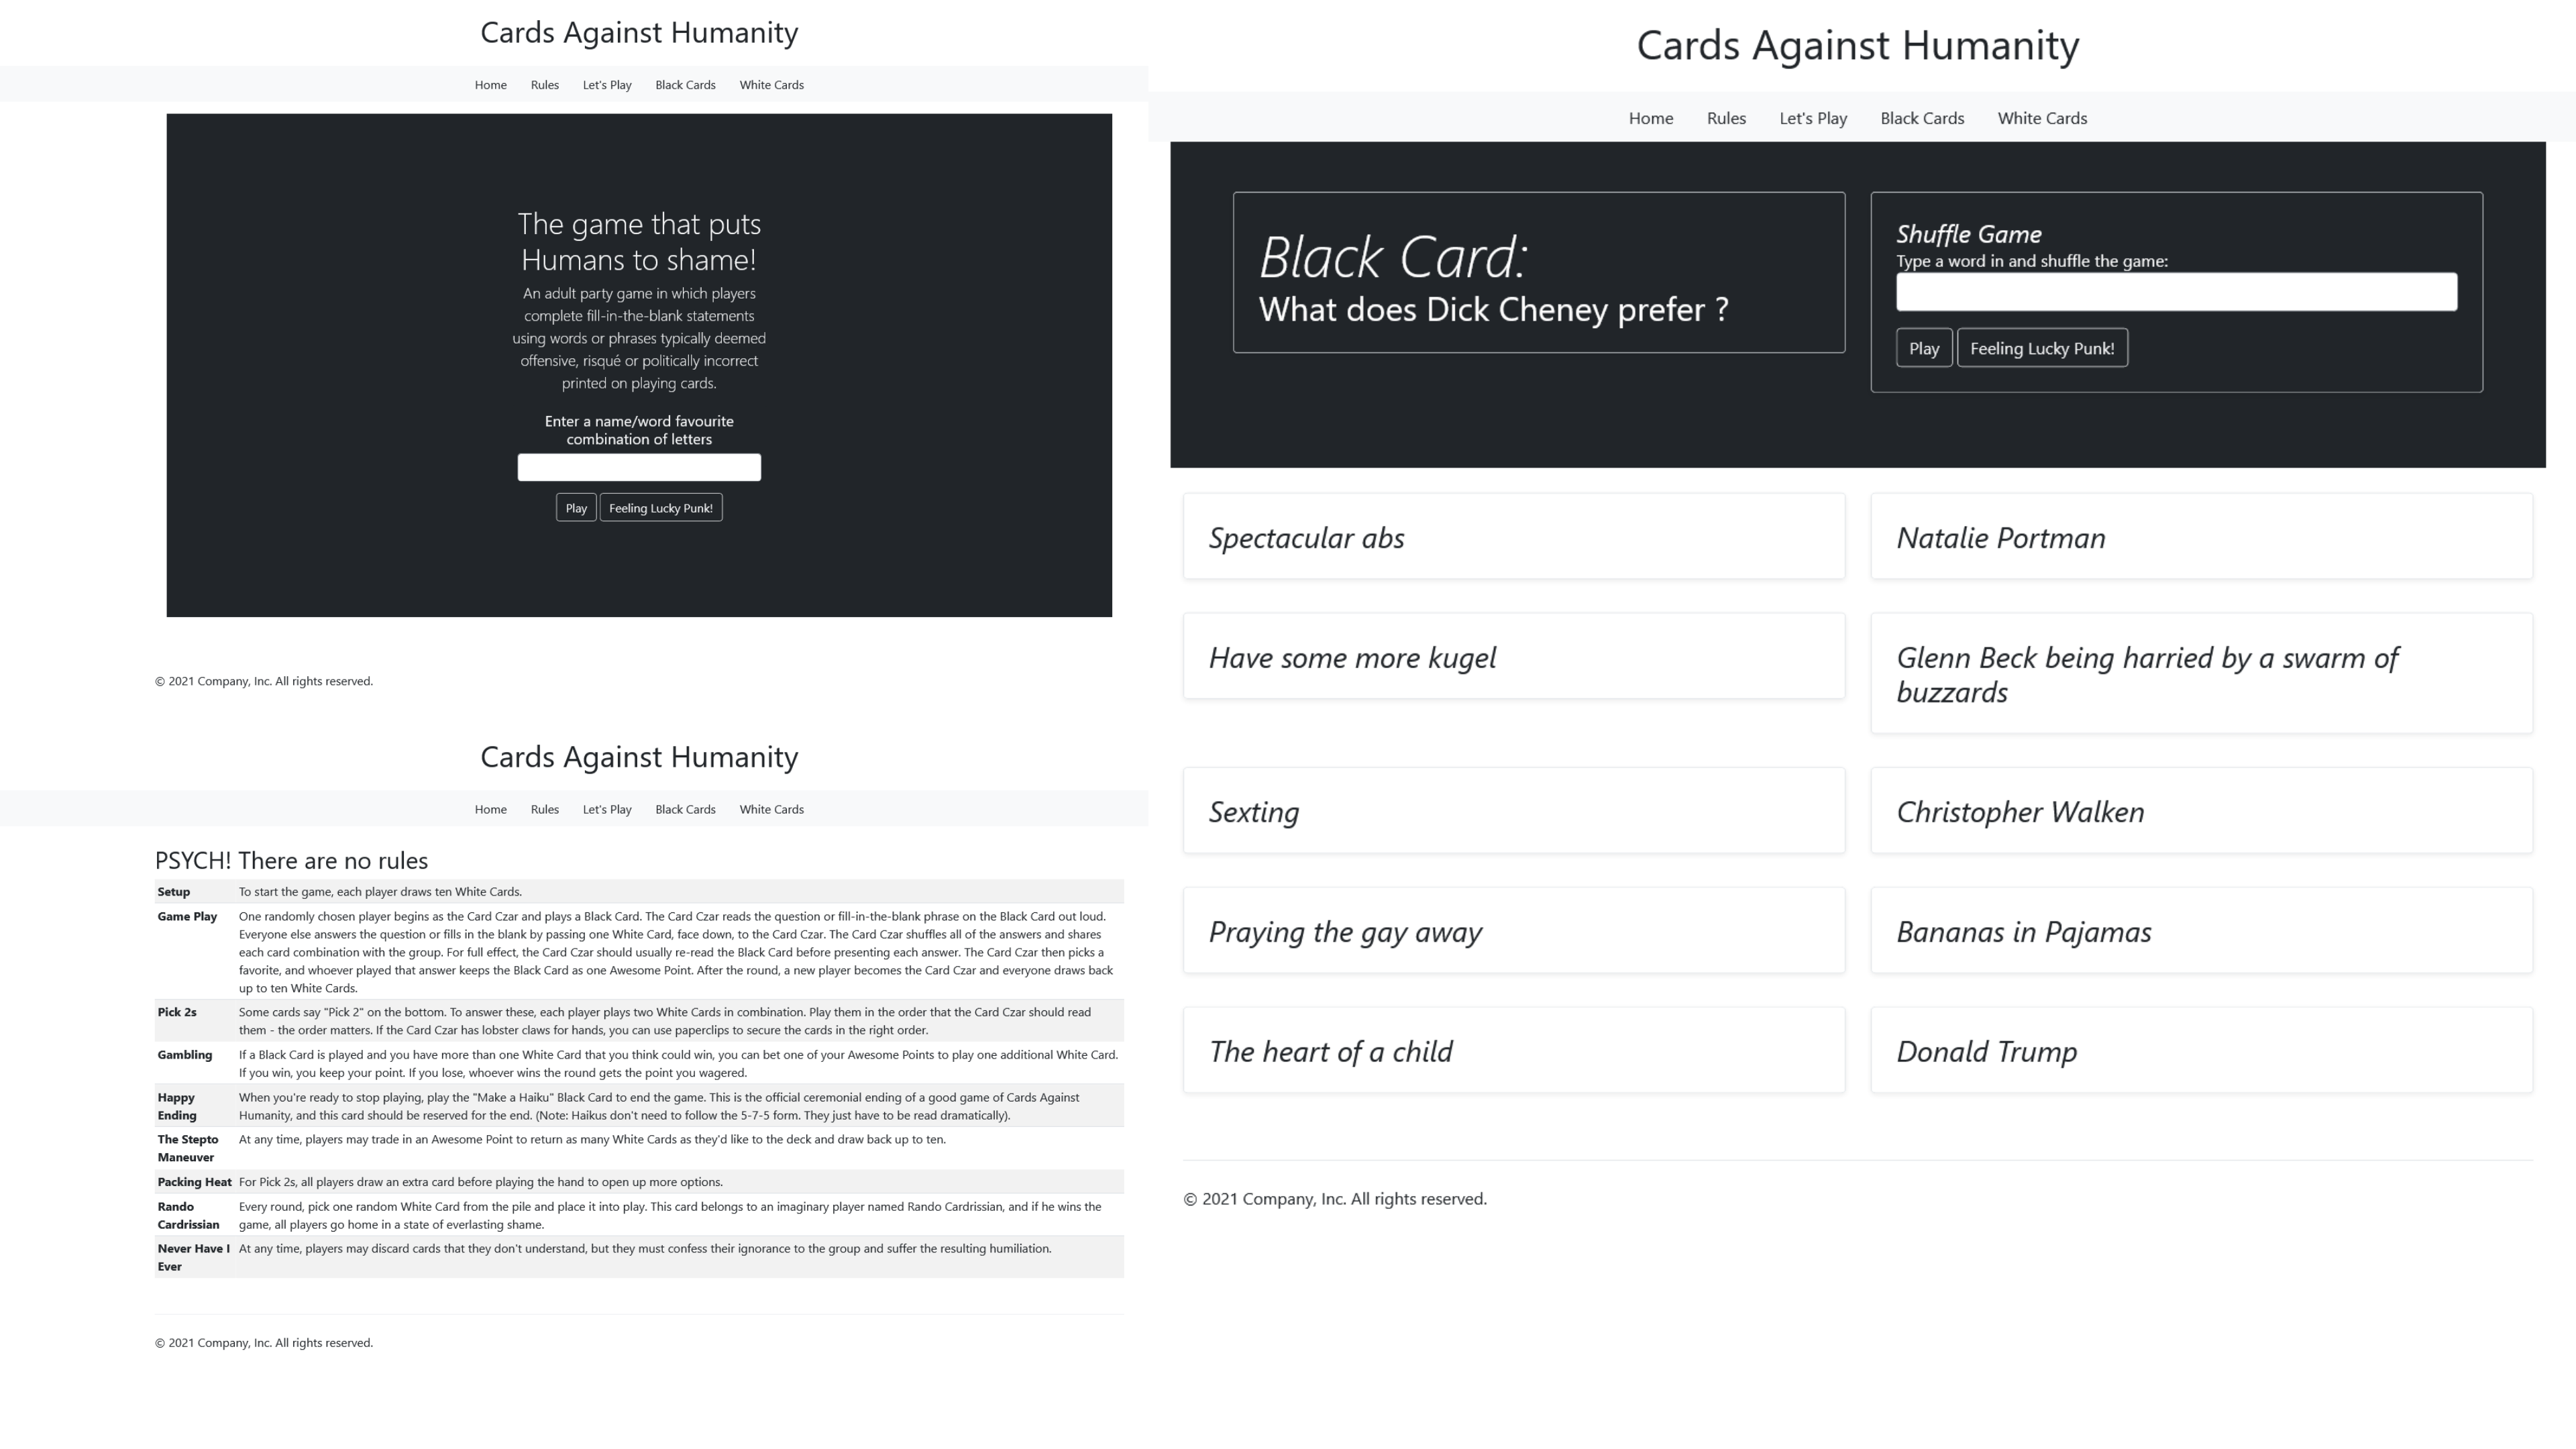 Cards Against Humanity
Home Rules Let's Play Black Cards White Cards
The game that puts
Humans to shame!
An adult party game in which players
complete fill-in-the-blank statements
using words or phrases typically deemed
offensive, risqué or politically incorrect
printed on playing cards.
Enter a name/word favourite
combination of letters
Play Feeling Lucky Punk!
© 2021 Company, Inc. All rights reserved.
Cards Against Humanity
Home Rules Let's Play Black Cards White Cards
PSYCH! There are no rules
Setup To start the game, each player draws ten White Cards.
Game Play One randomly chosen player begins as the Card Czar and plays a Black Card. The Card Czar reads the question or fill-in-the-blank phrase on the Black Card out loud.
Everyone else answers the question or fills in the blank by passing one White Card, face down, to the Card Czar. The Card Czar shuffles all of the answers and shares
each card combination with the group. For full effect, the Card Czar should usually re-read the Black Card before presenting each answer. The Card Czar then picks a
favorite, and whoever played that answer keeps the Black Card as one Awesome Point. After the round, a new player becomes the Card Czar and everyone draws back
up to ten White Cards.
Pick 2s Some cards say "Pick 2" on the bottom. To answer these, each player plays two White Cards in combination. Play them in the order that the Card Czar should read
them - the order matters. If the Card Czar has lobster claws for hands, you can use paperclips to secure the cards in the right order.
Gambling If a Black Card is played and you have more than one White Card that you think could win, you can bet one of your Awesome Points to play one additional White Card.
If you win, you keep your point. If you lose, whoever wins the round gets the point you wagered.
Happy When you're ready to stop playing, play the "Make a Haiku" Black Card to end the game. This is the official ceremonial ending of a good game of Cards Against
Ending Humanity, and this card should be reserved for the end. (Note: Haikus don't need to follow the 5-7-5 form. They just have to be read dramatically).
The Stepto At any time, players may trade in an Awesome Point to return as many White Cards as they'd like to the deck and draw back up to ten.
Maneuver
Packing Heat For Pick 2s, all players draw an extra card before playing the hand to open up more options.
Rando Every round, pick one random White Card from the pile and place it into play. This card belongs to an imaginary player named Rando Cardrissian, and if he wins the
Cardrissian game, all players go home in a state of everlasting shame.
Never Have I At any time, players may discard cards that they don't understand, but they must confess their ignorance to the group and suffer the resulting humiliation.
Ever
© 2021 Company, Inc. All rights reserved.
Cards Against Humanity
Home Rules Let's Play Black Cards White Cards
Black Card:
What does Dick Cheney prefer ?
Shuffle Game
Type a word in and shuffle the game:
Play Feeling Lucky Punk!
Spectacular abs
Natalie Portman
Have some more kugel
Glenn Beck being harried by a swarm of
buzzards
Sexting
Christopher Walken
Praying the gay away
Bananas in Pajamas
The heart of a child
Donald Trump
© 2021 Company, Inc. All rights reserved.